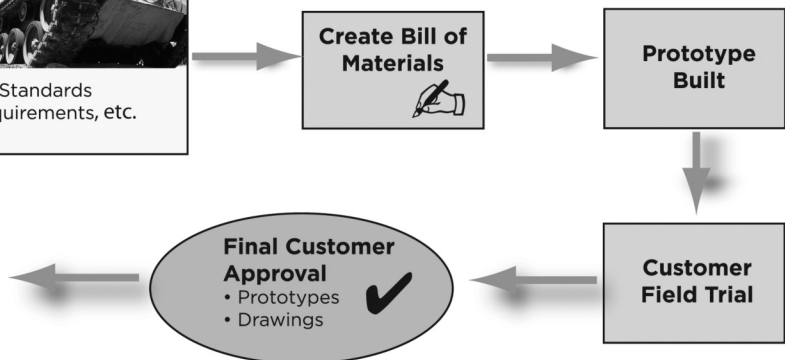 Standards
quirements, etc.
Create Bill of
Materials
Prototype
Built
Customer
Field Trial
Final Customer
Approval
• Prototypes
• Drawings